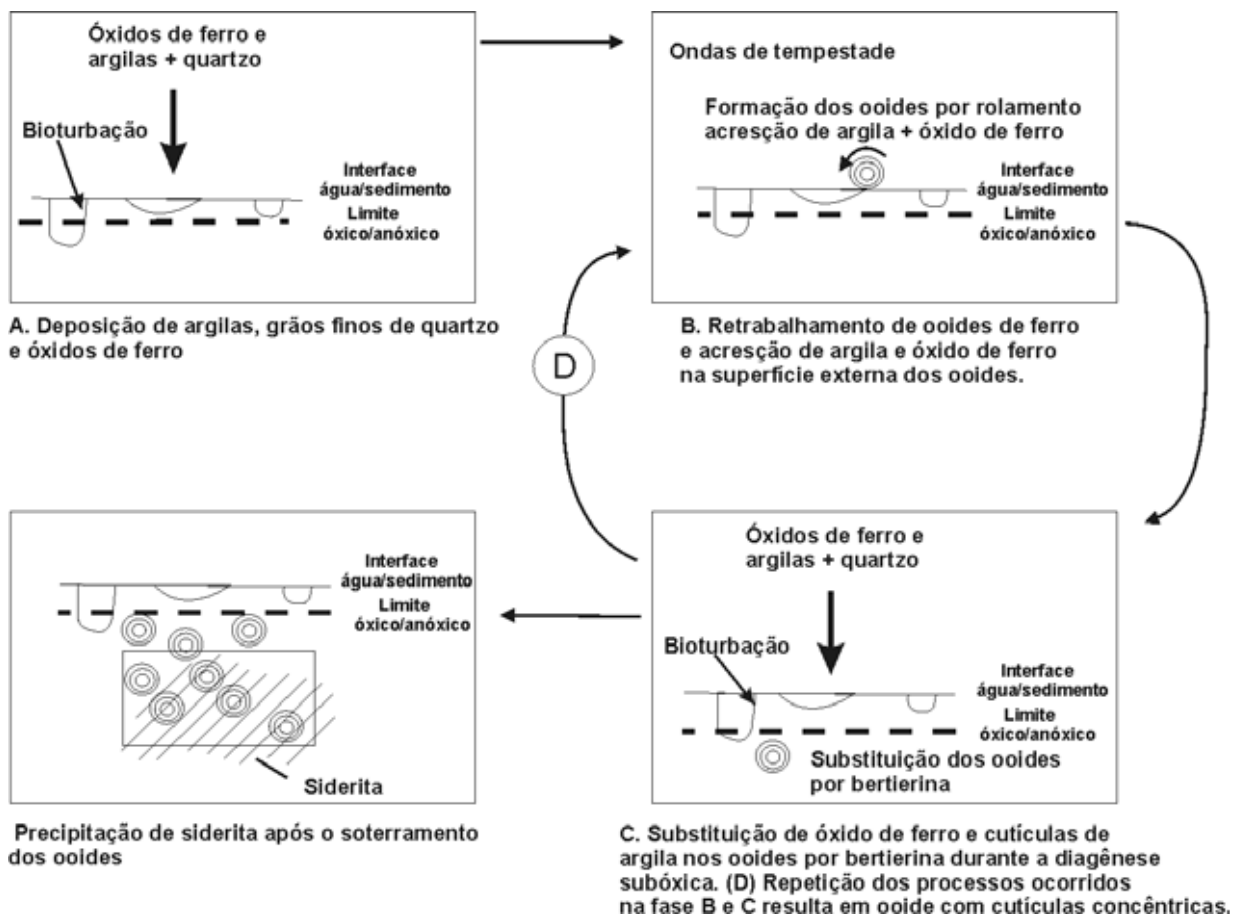 Óxidos de ferro e
argilas + quartzo
Bioturbação
Interface
água/sedimento
Limite
óxico/anóxico
A. Deposição de argilas, grãos finos de quartzo
e óxidos de ferro
Ondas de tempestade
Formação dos ooides por rolamento
acresção de argila + óxido de ferro
Interface
água/sedimento
Limite
óxico/anóxico
B. Retrabalhamento de ooides de ferro
e acresção de argila e óxido de ferro
na superfície externa dos ooides.
D
Óxidos de ferro e
argilas + quartzo
Bioturbação
Interface
água/sedimento
Limite
óxico/anóxico
Substituição dos ooides
por bertierina
C. Substituição de óxido de ferro e cutículas de
argila nos ooides por bertierina durante a diagênese
subóxica. (D) Repetição dos processos ocorridos
na fase B e C resulta em ooide com cutículas concêntricas.
Interface
água/sedimento
Limite
óxico/anóxico
Siderita
Precipitação de siderita após o soterramento
dos ooides